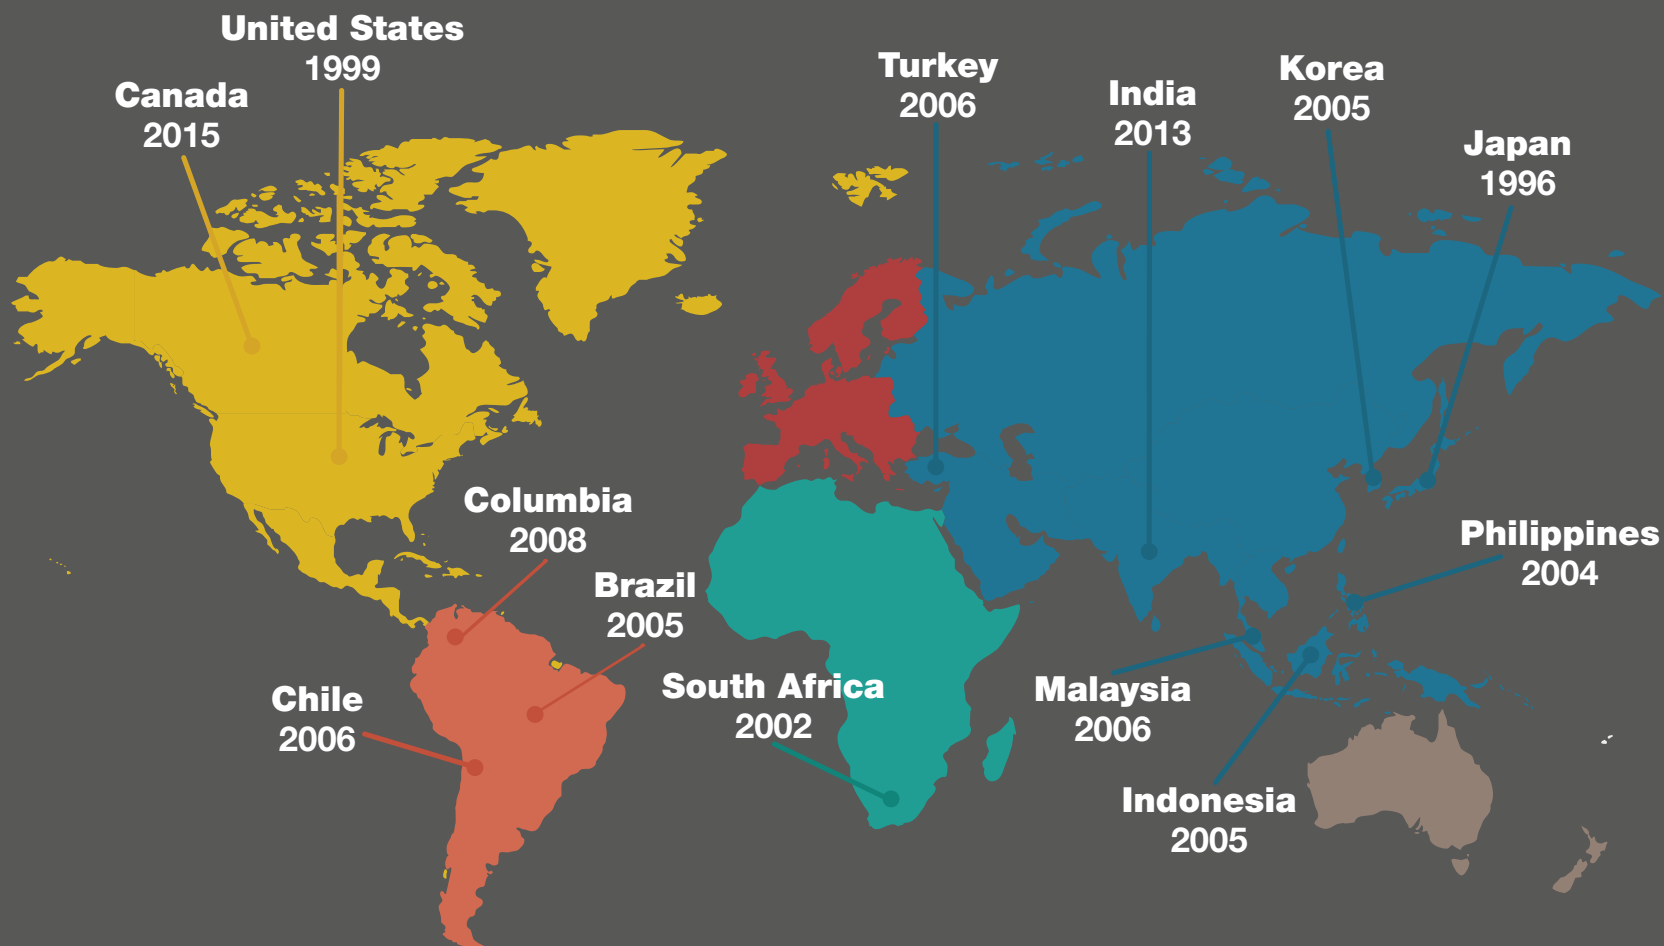 United States
1999
Canada
2015
Turkey
2006
India
2013
Korea
2005
Japan
1996
Columbia
2008
Brazil
2005
Chile
2006
South Africa
2002
Philippines
2004
Malaysia
2006
Indonesia
2005